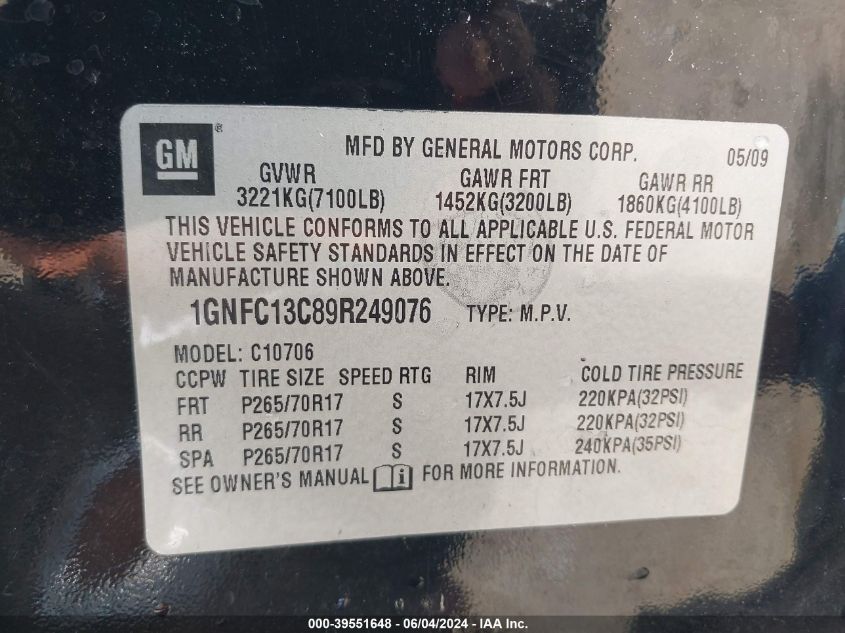 GM®
MFD BY GENERAL MOTORS CORP. 05/09
GVWR GAWR FRT GAWR RR
3221KG(7100LB) 1452KG(3200LB) 1860KG(4100LB)
THIS VEHICLE CONFORMS TO ALL APPLICABLE U.S. FEDERAL MOTOR
VEHICLE SAFETY STANDARDS IN EFFECT ON THE DATE OF
MANUFACTURE SHOWN ABOVE.
1GNFC13C89R249076 TYPE: M.P.V.
MODEL: C10706
CCPW TIRE SIZE SPEED RTG RIM COLD TIRE PRESSURE
FRT P265/70R17 S 17X7.5J 220KPA(32PSI)
RR P265/70R17 S 17X7.5J 220KPA(32PSI)
SPA P265/70R17 S 17X7.5J 240KPA(35PSI)
SEE OWNER'S MANUAL i FOR MORE INFORMATION.
000-39551648 - 06/04/2024 - IAA Inc.